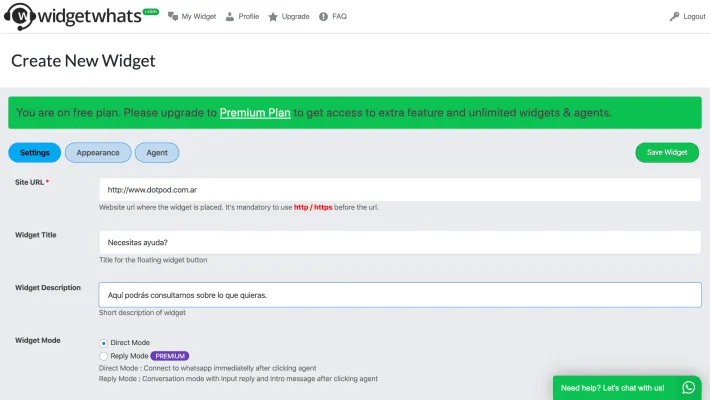 widgetwhats .com My Widget Profile Upgrade FAQ Logout
Create New Widget
You are on free plan. Please upgrade to Premium Plan to get access to extra feature and unlimited widgets & agents.
Settings Appearance Agent Save Widget
Site URL * http://www.dotpod.com.ar
Website url where the widget is placed. It's mandatory to use http / https before the url.
Widget Title Necesitas ayuda?
Title for the floating widget button
Widget Description Aquí podrás consultarnos sobre lo que quieras.
Short description of widget
Widget Mode Direct Mode
Reply Mode PREMIUM
Direct Mode : Connect to whatsapp immediatelly after clicking agent
Reply Mode : Conversation mode with input reply and intro message after clicking agent
Need help? Let's chat with us!